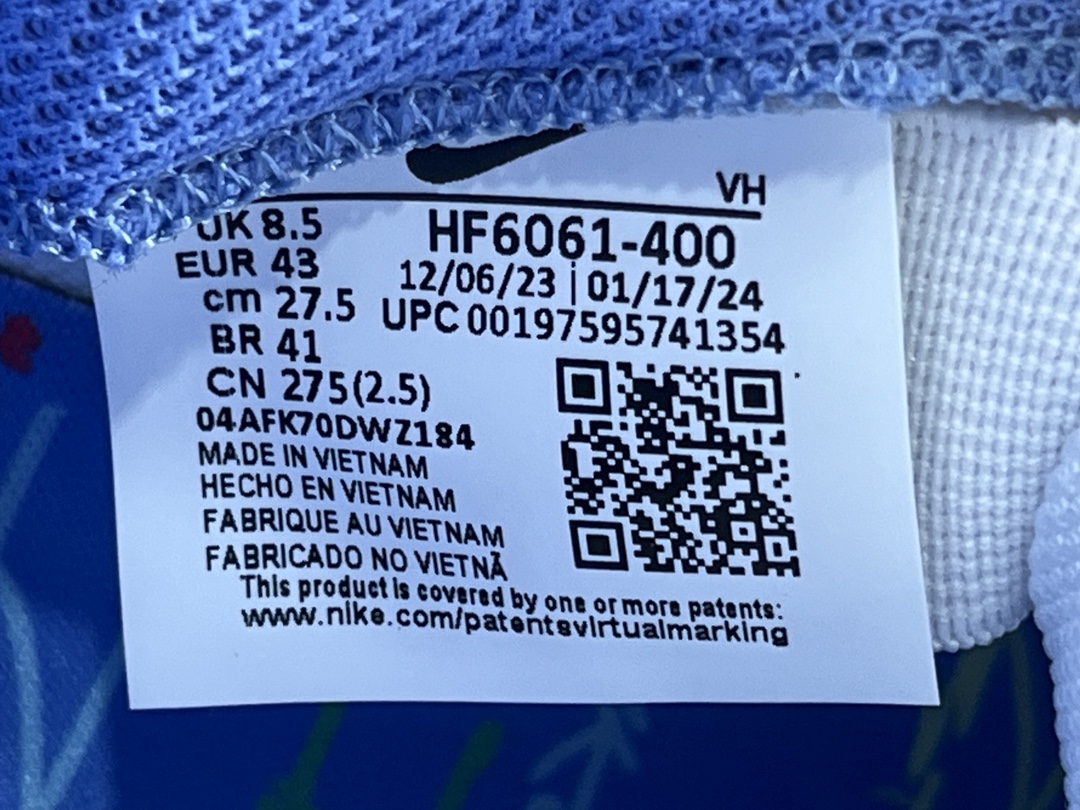 VH
UK 8.5
EUR 43
cm 27.5
BR 41
CN 275(2.5)
HF6061-400
12/06/23 | 01/17/24
UPC 00197595741354
04AFK70DWZ184
MADE IN VIETNAM
HECHO EN VIETNAM
FABRIQUE AU VIETNAM
FABRICADO NO VIETNÃ
This product is covered by one or more patents:
www.nike.com/patentsvirtualmarking